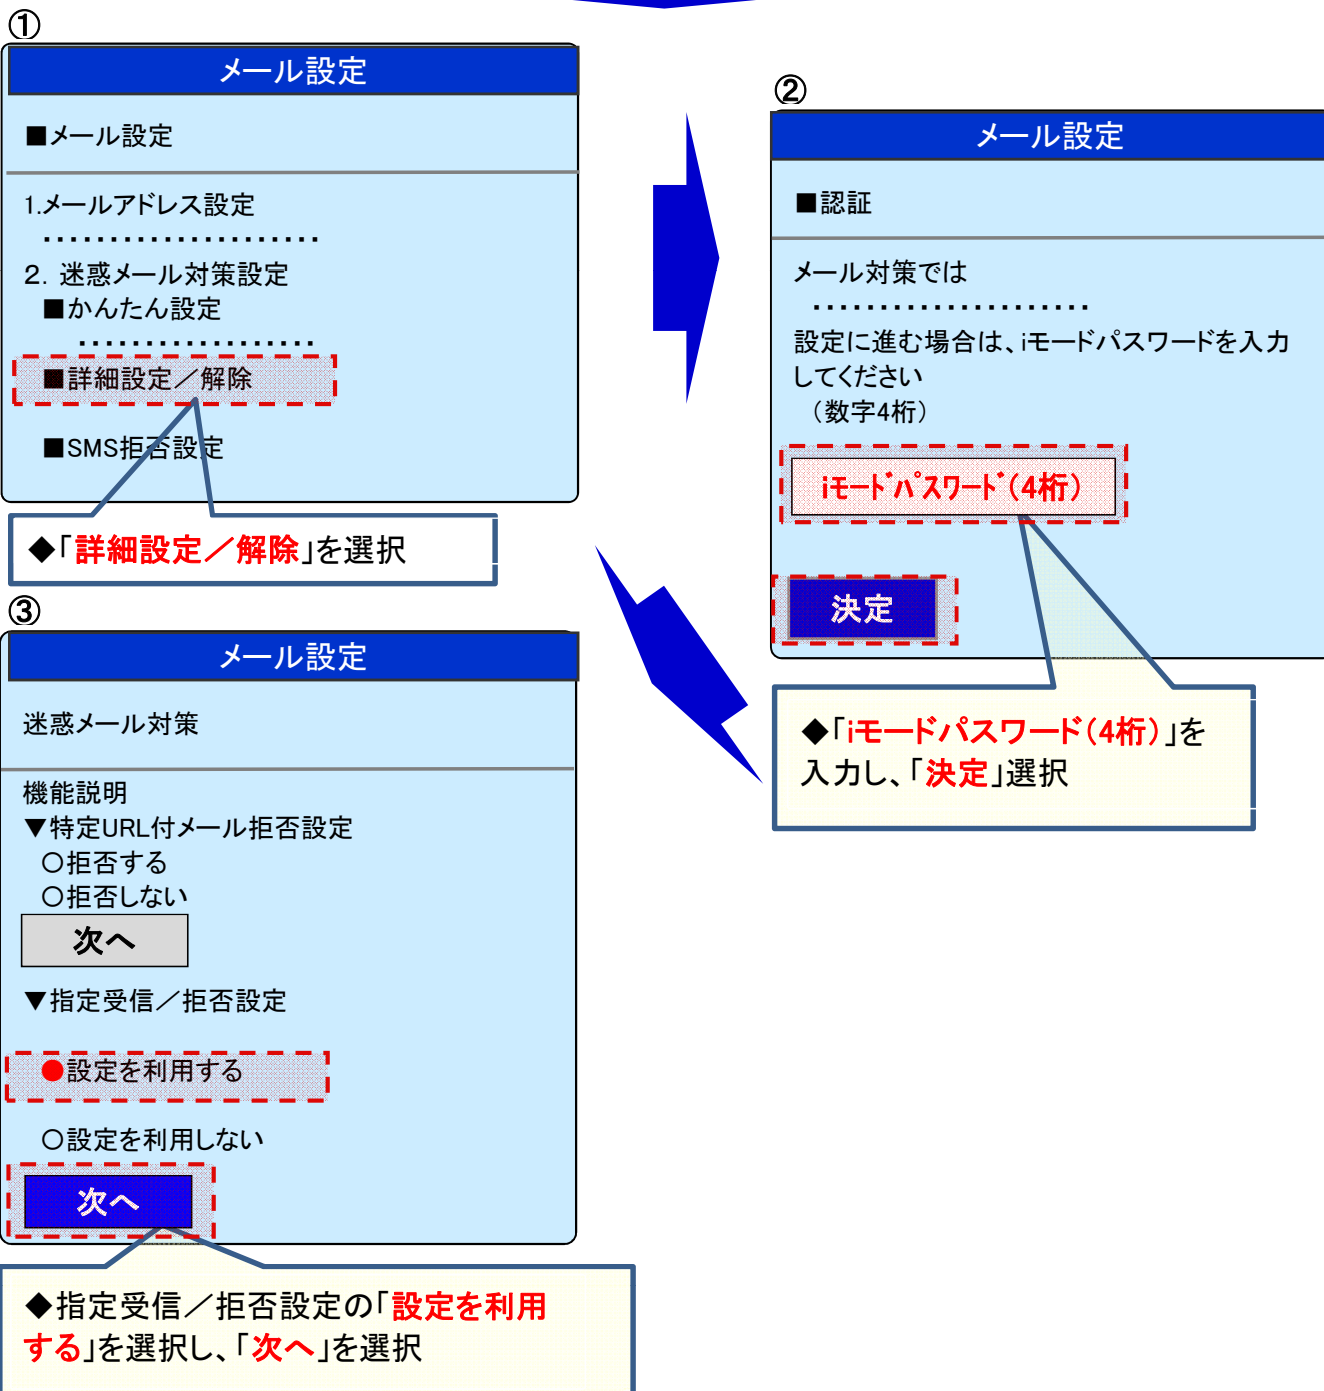 ①
メール設定
■メール設定
1.メールアドレス設定
・・・・・・・・・・・・・・・・・・・・・
2．迷惑メール対策設定
■かんたん設定
・・・・・・・・・・・・・・・・・・
■詳細設定／解除
■SMS拒否設定
◆「詳細設定／解除」を選択
②
メール設定
■認証
メール対策では
・・・・・・・・・・・・・・・・・・・・・
設定に進む場合は、iモードパスワードを入力
してください
（数字4桁）
iﾓｰﾄﾞﾊﾟｽﾜｰﾄﾞ（4桁）
決定
◆「iモードパスワード（4桁）」を
入力し、「決定」選択
③
メール設定
迷惑メール対策
機能説明
▼特定URL付メール拒否設定
○拒否する
○拒否しない
次へ
▼指定受信／拒否設定
●設定を利用する
○設定を利用しない
次へ
◆指定受信／拒否設定の「設定を利用
する」を選択し、「次へ」を選択